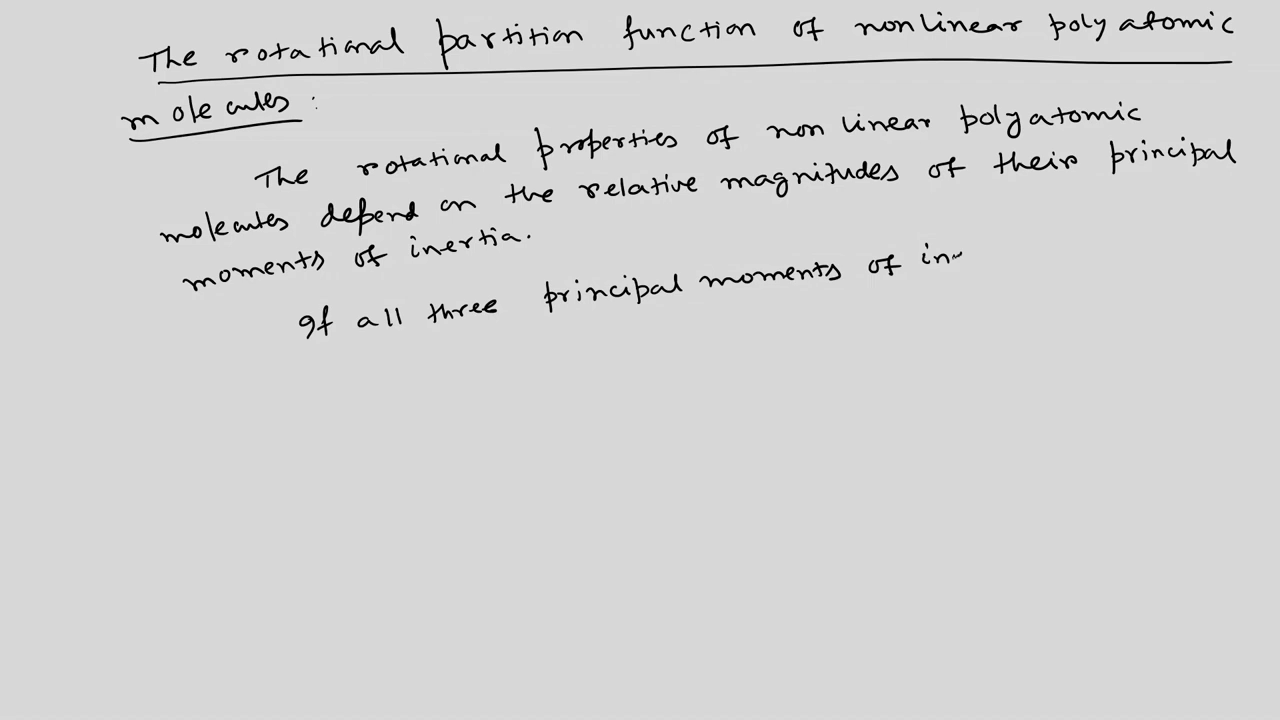 The rotational partition function of nonlinear polyatomic
molecules :
The rotational properties of non linear polyatomic
molecules depend on the relative magnitudes of their principal
moments of inertia.
If all three principal moments of in